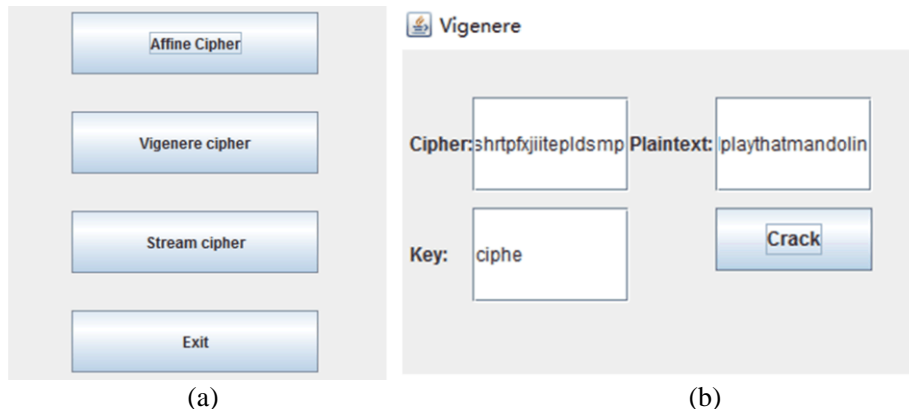 Affine Cipher
Vigenere cipher
Stream cipher
Exit
(a)
Vigenere
Cipher: shrtpfxjiitepldsmp Plaintext: playthatmandolin
Key: ciphe Crack
(b)